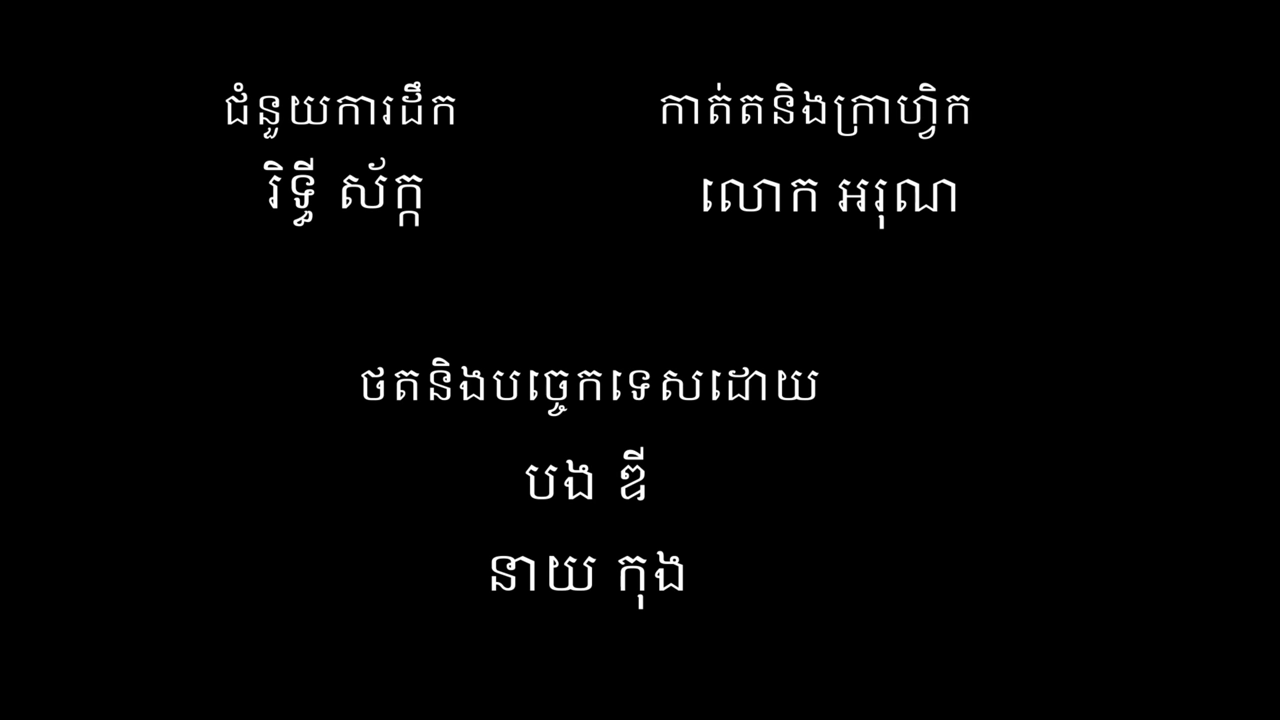 ជំនួយការដឹក
រិទ្ធី ស័ក្ក
កាត់តនិងក្រាហ្វិក
លោក អរុណ
ថតនិងបច្ចេកទេសដោយ
បង ឌី
នាយ កុង